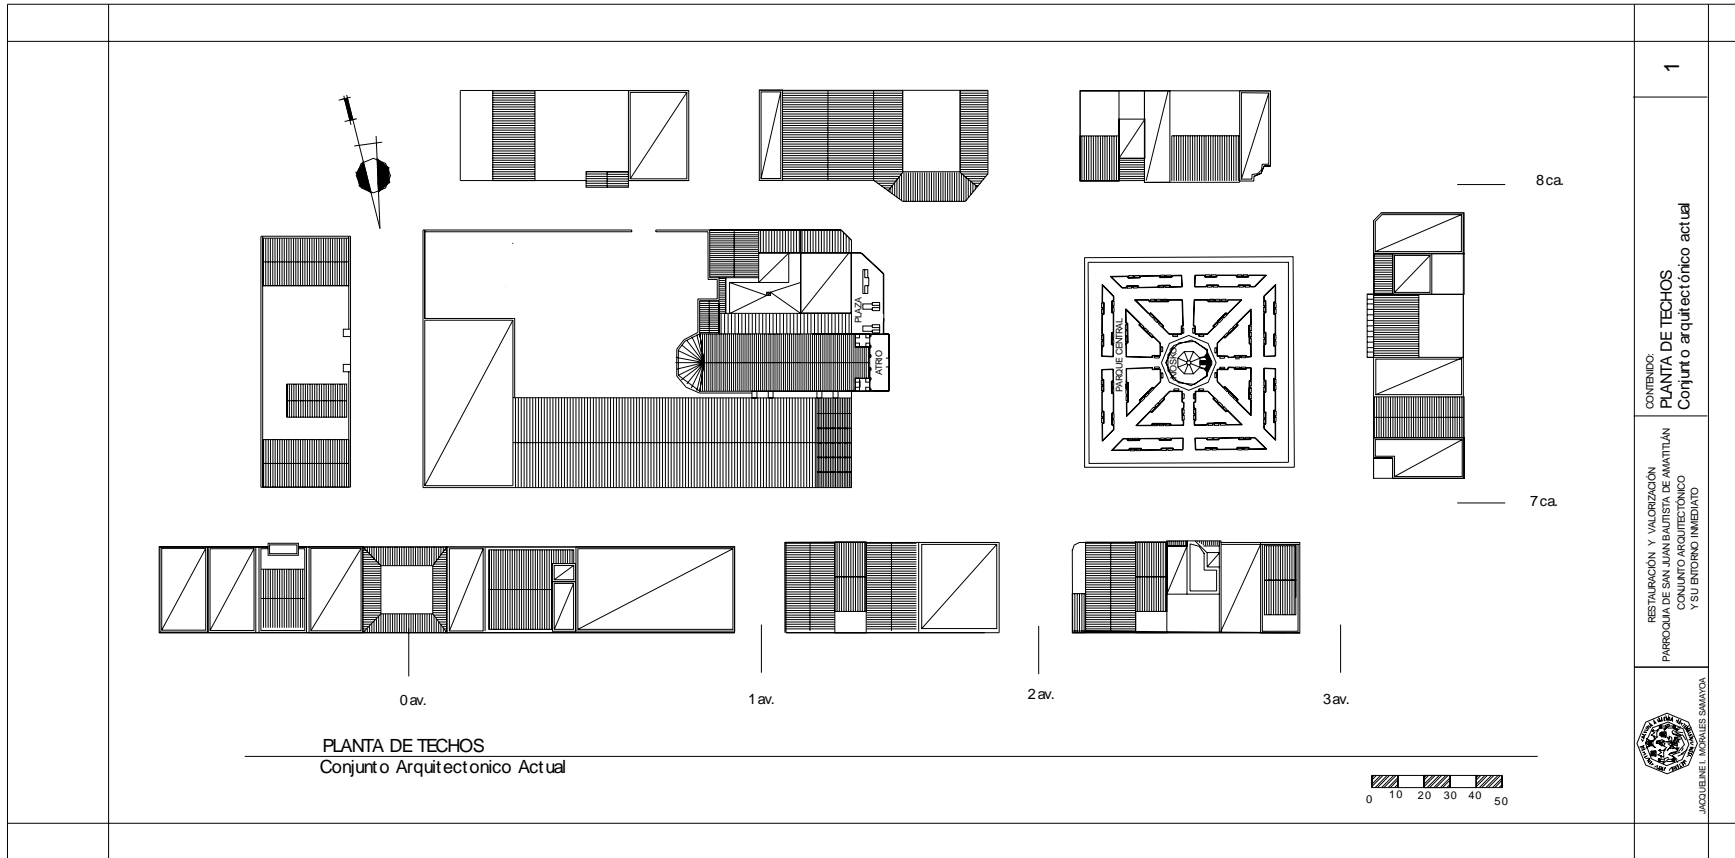 8 ca.
PLAZA
ATRIO
PARQUE CENTRAL
KIOSKO
7 ca.
0 av.
1 av.
2 av.
3 av.
PLANTA DE TECHOS
Conjunto Arquitectonico Actual
0 10 20 30 40 50
1
CONTENIDO:
PLANTA DE TECHOS
Conjunto arquitectónico actual
RESTAURACIÓN Y VALORIZACIÓN
PARROQUIA DE SAN JUAN BAUTISTA DE AMATITLÁN
CONJUNTO ARQUITECTÓNICO
Y SU ENTORNO INMEDIATO
JACQUELINE I. MORALES SAMAYOA